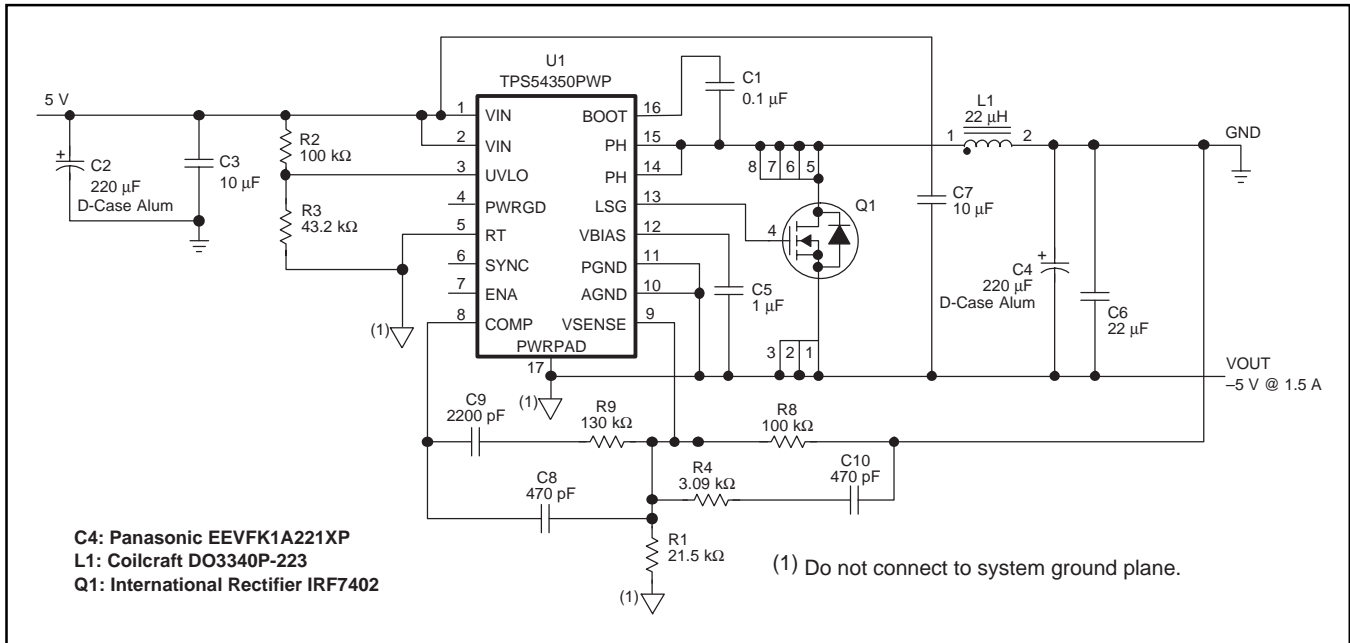 U1
TPS54350PWP
5 V
C2
220 µF
D-Case Alum
C3
10 µF
R2
100 kΩ
R3
43.2 kΩ
1 VIN
2 VIN
3 UVLO
4 PWRGD
5 RT
6 SYNC
7 ENA
8 COMP
BOOT 16
PH 15
PH 14
LSG 13
VBIAS 12
PGND 11
AGND 10
VSENSE 9
PWRPAD
17
(1)
(1)
C1
0.1 µF
8 7 6 5
Q1
4
3 2 1
C5
1 µF
L1
22 µH
1 2
GND
C7
10 µF
C4
220 µF
D-Case Alum
C6
22 µF
VOUT
–5 V @ 1.5 A
C9
2200 pF
R9
130 kΩ
R8
100 kΩ
C8
470 pF
R4
3.09 kΩ
C10
470 pF
R1
21.5 kΩ
(1)
C4: Panasonic EEVFK1A221XP
L1: Coilcraft DO3340P-223
Q1: International Rectifier IRF7402
(1) Do not connect to system ground plane.
+
+